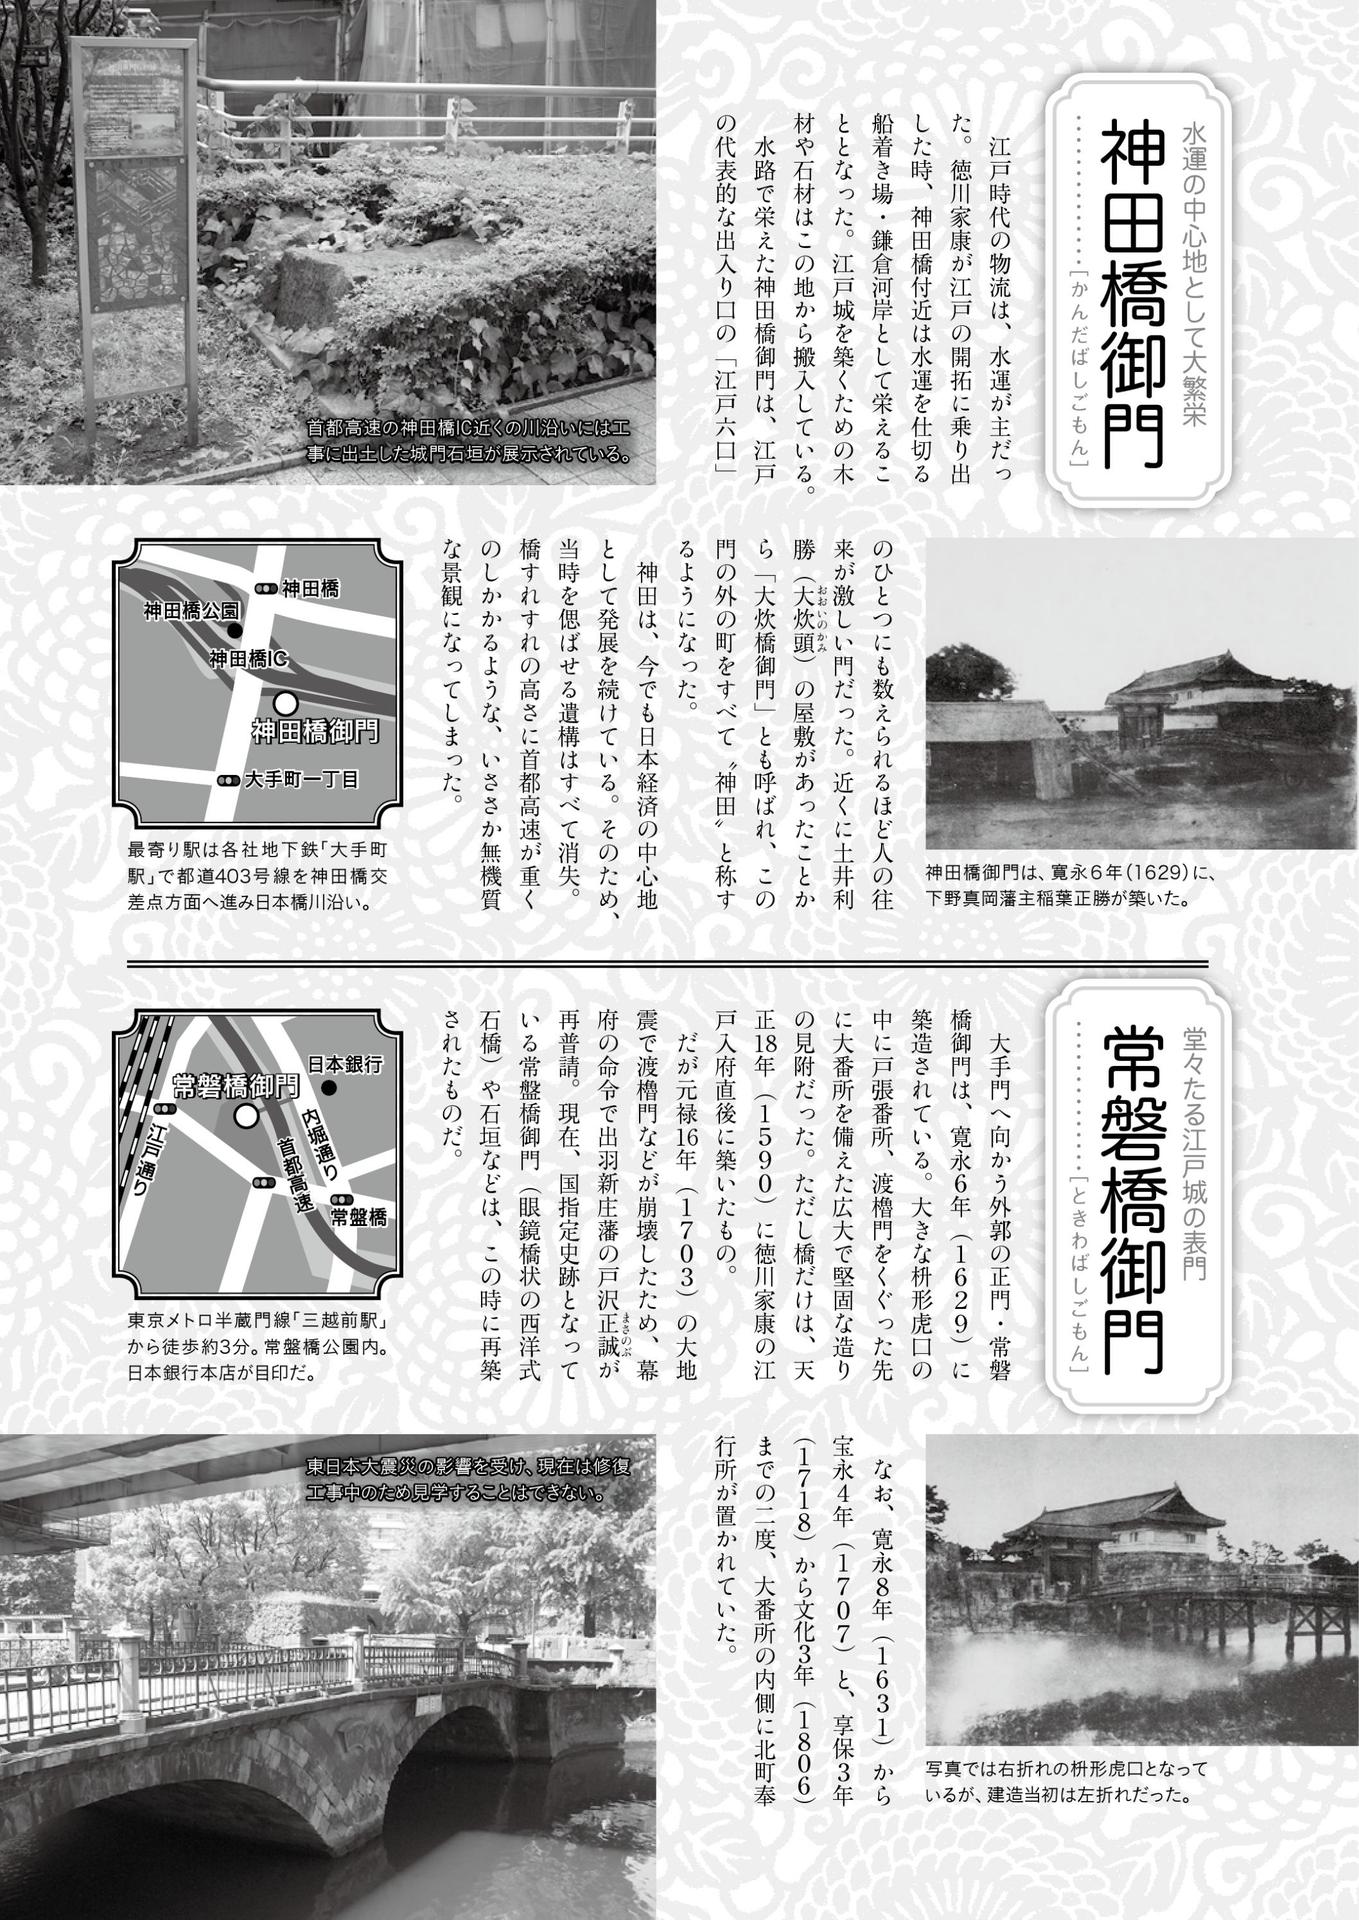 水運の中心地として大繁栄
神田橋御門
[かんだばしごもん]
江戸時代の物流は、水運が主だっ
た。徳川家康が江戸の開拓に乗り出
した時、神田橋付近は水運を仕切る
船着き場・鎌倉河岸として栄えるこ
ととなった。江戸城を築くための木
材や石材はこの地から搬入している。
水路で栄えた神田橋御門は、江戸
の代表的な出入り口の「江戸六口」
首都高速の神田橋IC近くの川沿いには工
事に出土した城門石垣が展示されている。
神田橋御門は、寛永6年(1629)に、
下野真岡藩主稲葉正勝が築いた。
のひとつにも数えられるほど人の往
来が激しい門だった。近くに土井利
勝（大炊頭）の屋敷があったことか
おおいのかみ
ら「大炊橋御門」とも呼ばれ、この
門の外の町をすべて〝神田〟と称す
るようになった。
神田は、今でも日本経済の中心地
として発展を続けている。そのため、
当時を偲ばせる遺構はすべて消失。
橋すれすれの高さに首都高速が重く
のしかかるような、いささか無機質
な景観になってしまった。
神田橋
神田橋公園
神田橋IC
神田橋御門
大手町一丁目
最寄り駅は各社地下鉄「大手町
駅」で都道403号線を神田橋交
差点方面へ進み日本橋川沿い。
堂々たる江戸城の表門
常磐橋御門
[ときわばしごもん]
大手門へ向かう外郭の正門・常磐
橋御門は、寛永6年（1629）に
築造されている。大きな枡形虎口の
中に戸張番所、渡櫓門をくぐった先
に大番所を備えた広大で堅固な造り
の見附だった。ただし橋だけは、天
正18年（1590）に徳川家康の江
戸入府直後に築いたもの。
だが元禄16年（1703）の大地
震で渡櫓門などが崩壊したため、幕
府の命令で出羽新庄藩の戸沢正誠が
まさのぶ
再普請。現在、国指定史跡となって
いる常磐橋御門（眼鏡橋状の西洋式
石橋）や石垣などは、この時に再築
されたものだ。
日本銀行
常磐橋御門
内堀通り
首都高速
江戸通り
常盤橋
東京メトロ半蔵門線「三越前駅」
から徒歩約3分。常盤橋公園内。
日本銀行本店が目印だ。
写真では右折れの枡形虎口となって
いるが、建造当初は左折れだった。
なお、寛永8年（1631）から
宝永4年（1707）と、享保3年
（1718）から文化3年（1806）
までの二度、大番所の内側に北町奉
行所が置かれていた。
東日本大震災の影響を受け、現在は修復
工事中のため見学することはできない。